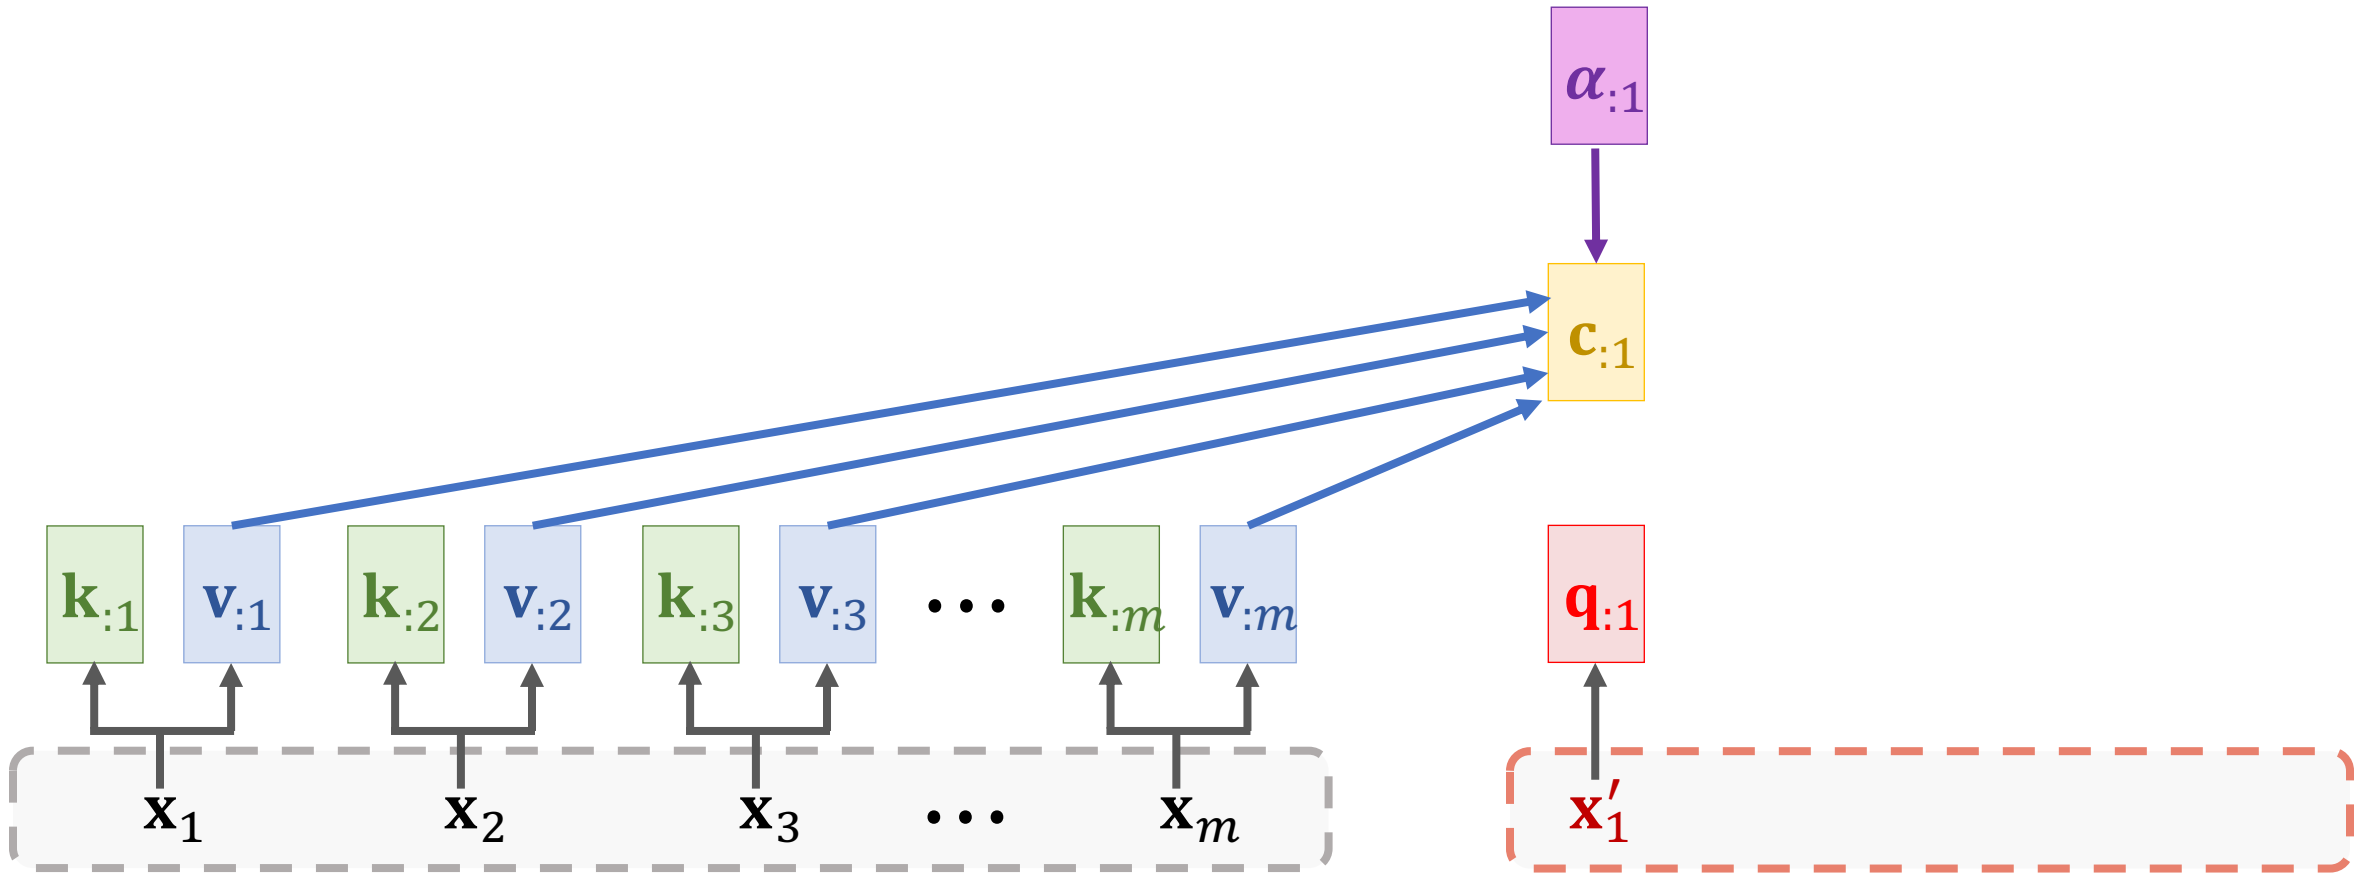 𝜶:1
c:1
k:1 v:1 k:2 v:2 k:3 v:3 ··· k:m v:m q:1
x1 x2 x3 ··· xm x′1